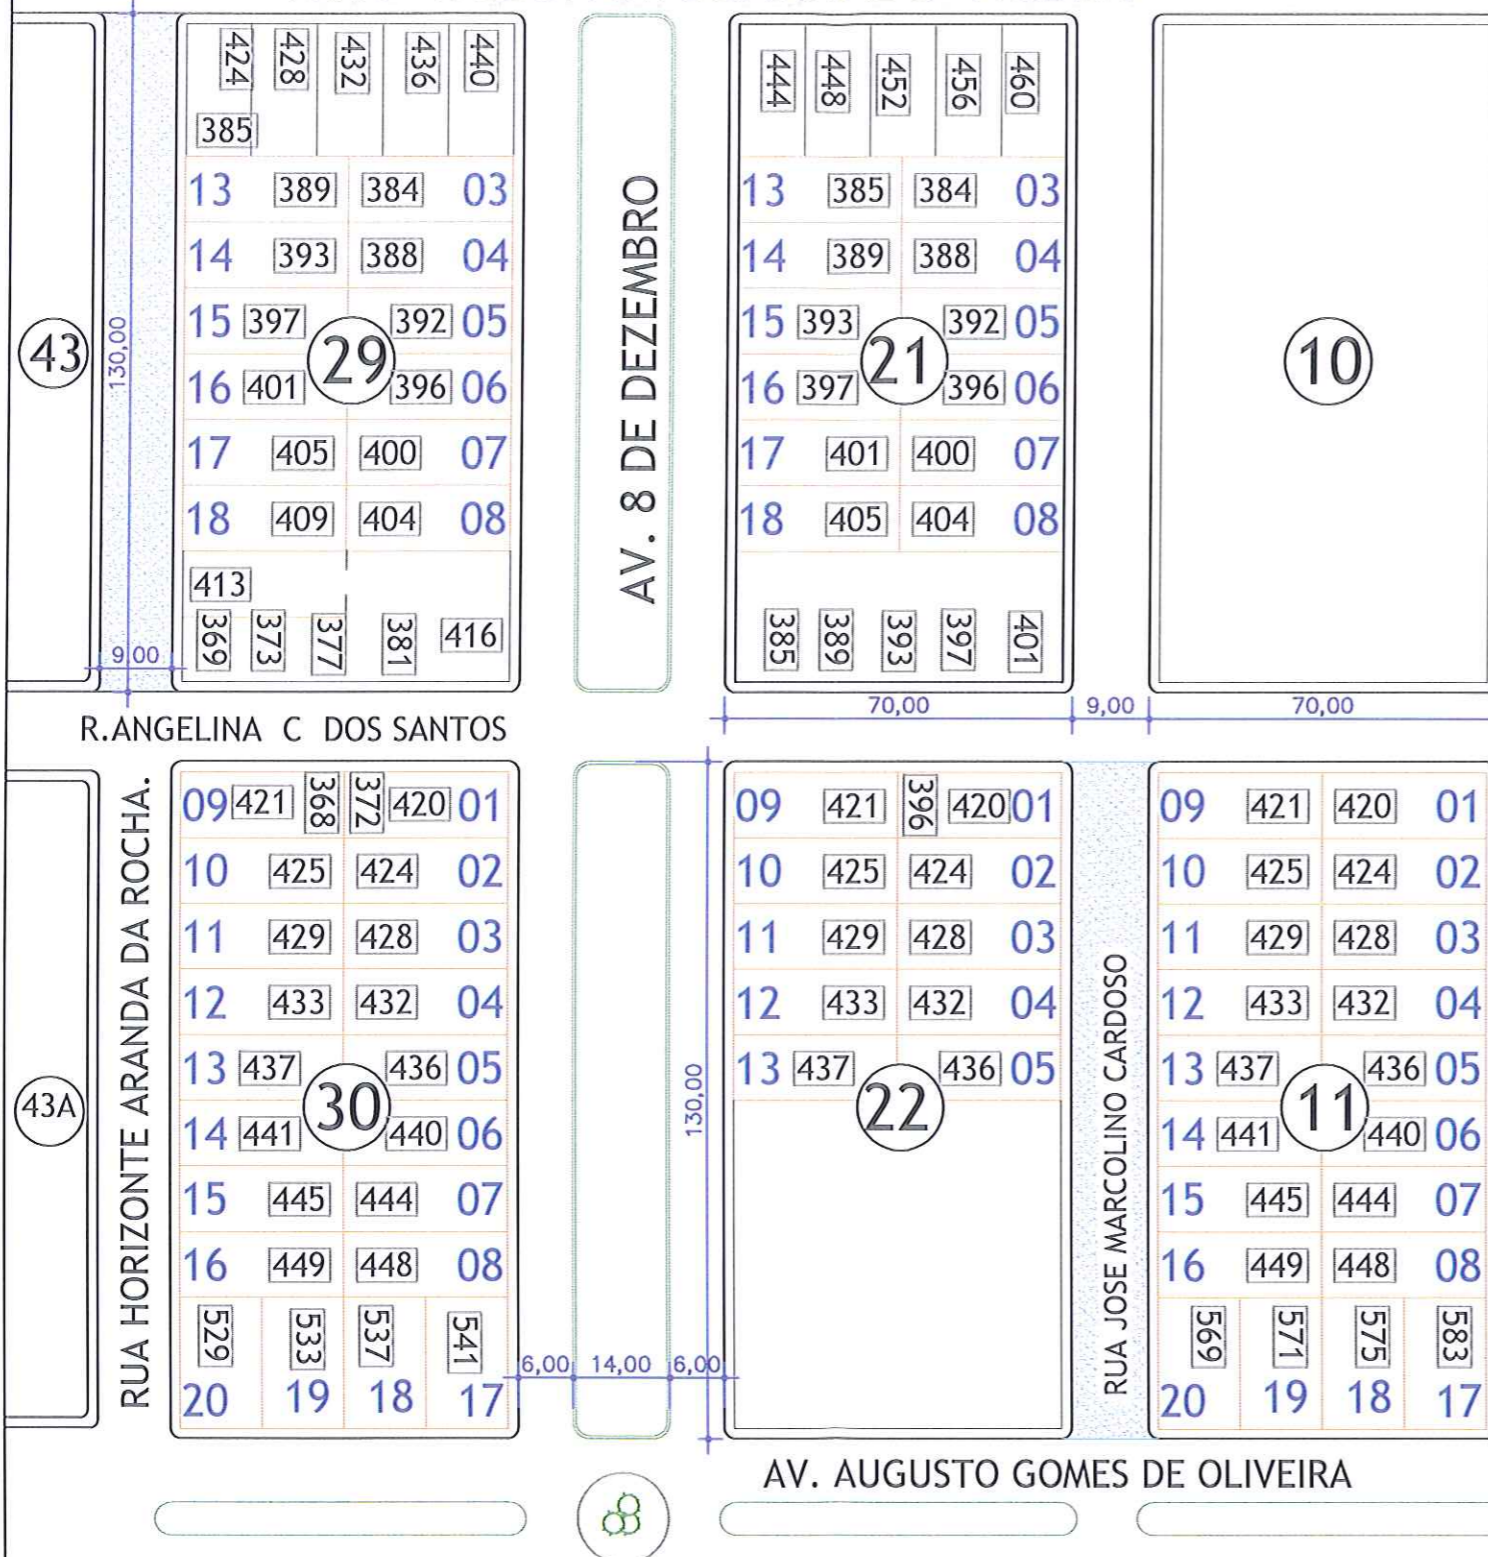 424 428 432 436 440
385
13 389 384 03
14 393 388 04
15 397 392 05
16 401 396 06
17 405 400 07
18 409 404 08
413
369 373 377 381 416
29
43
130,00
9,00
AV. 8 DE DEZEMBRO
444 448 452 456 460
13 385 384 03
14 389 388 04
15 393 392 05
16 397 396 06
17 401 400 07
18 405 404 08
385 389 393 397 401
21
10
70,00 9,00 70,00
R.ANGELINA C DOS SANTOS
RUA HORIZONTE ARANDA DA ROCHA.
43A
09 421 368 372 420 01
10 425 424 02
11 429 428 03
12 433 432 04
13 437 436 05
14 441 440 06
15 445 444 07
16 449 448 08
529 533 537 541
20 19 18 17
30
6,00 14,00 6,00
130,00
09 421 396 420 01
10 425 424 02
11 429 428 03
12 433 432 04
13 437 436 05
22
RUA JOSE MARCOLINO CARDOSO
09 421 420 01
10 425 424 02
11 429 428 03
12 433 432 04
13 437 436 05
14 441 440 06
15 445 444 07
16 449 448 08
569 571 575 583
20 19 18 17
11
AV. AUGUSTO GOMES DE OLIVEIRA